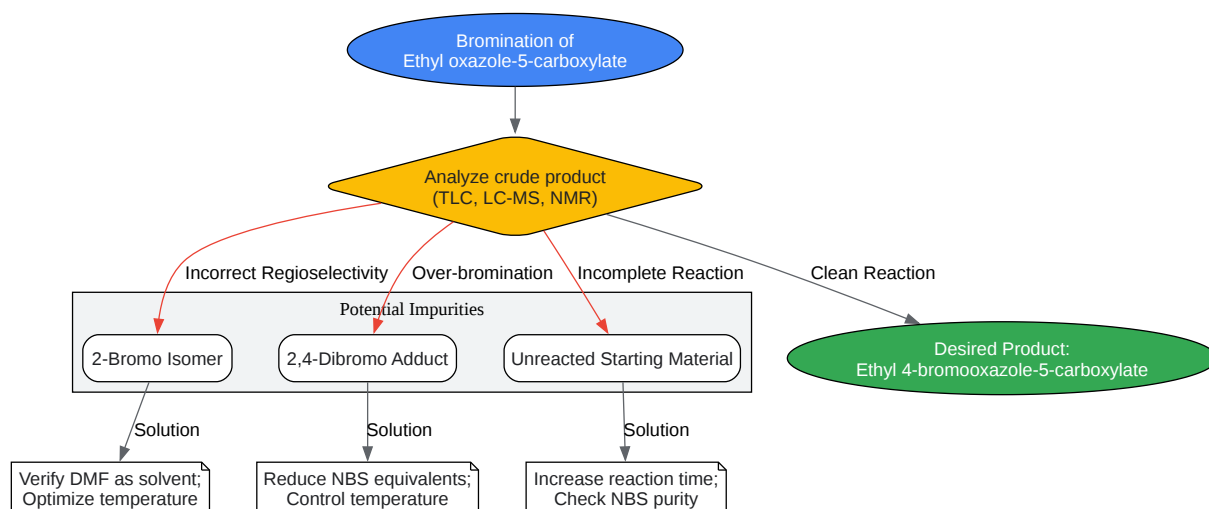 Bromination of
Ethyl oxazole-5-carboxylate
Analyze crude product
(TLC, LC-MS, NMR)
Incorrect Regioselectivity
Over-bromination
Incomplete Reaction
Clean Reaction
Potential Impurities
2-Bromo Isomer
2,4-Dibromo Adduct
Unreacted Starting Material
Desired Product:
Ethyl 4-bromooxazole-5-carboxylate
Solution
Solution
Solution
Verify DMF as solvent;
Optimize temperature
Reduce NBS equivalents;
Control temperature
Increase reaction time;
Check NBS purity